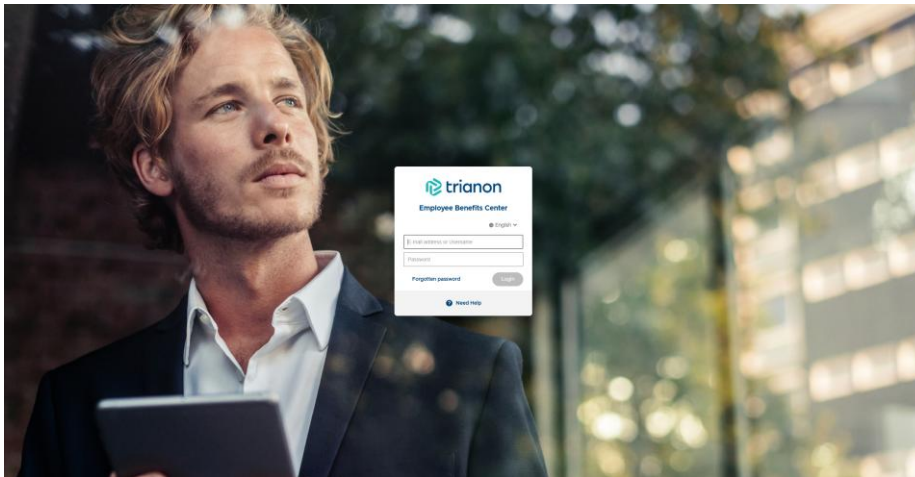 trianon
Employee Benefits Center
English
E-mail address or Username
Password
Forgotten password
Login
Need Help